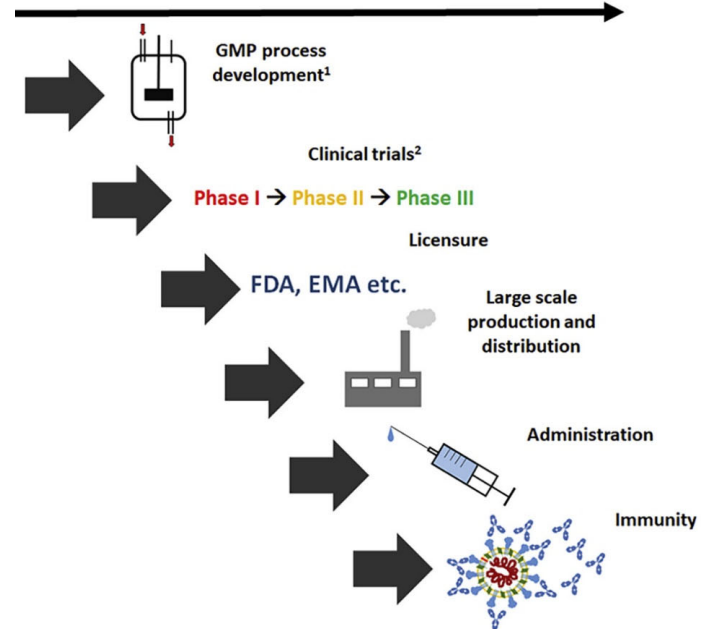 GMP process
development¹
Clinical trials²
Phase I → Phase II → Phase III
Licensure
FDA, EMA etc.
Large scale
production and
distribution
Administration
Immunity